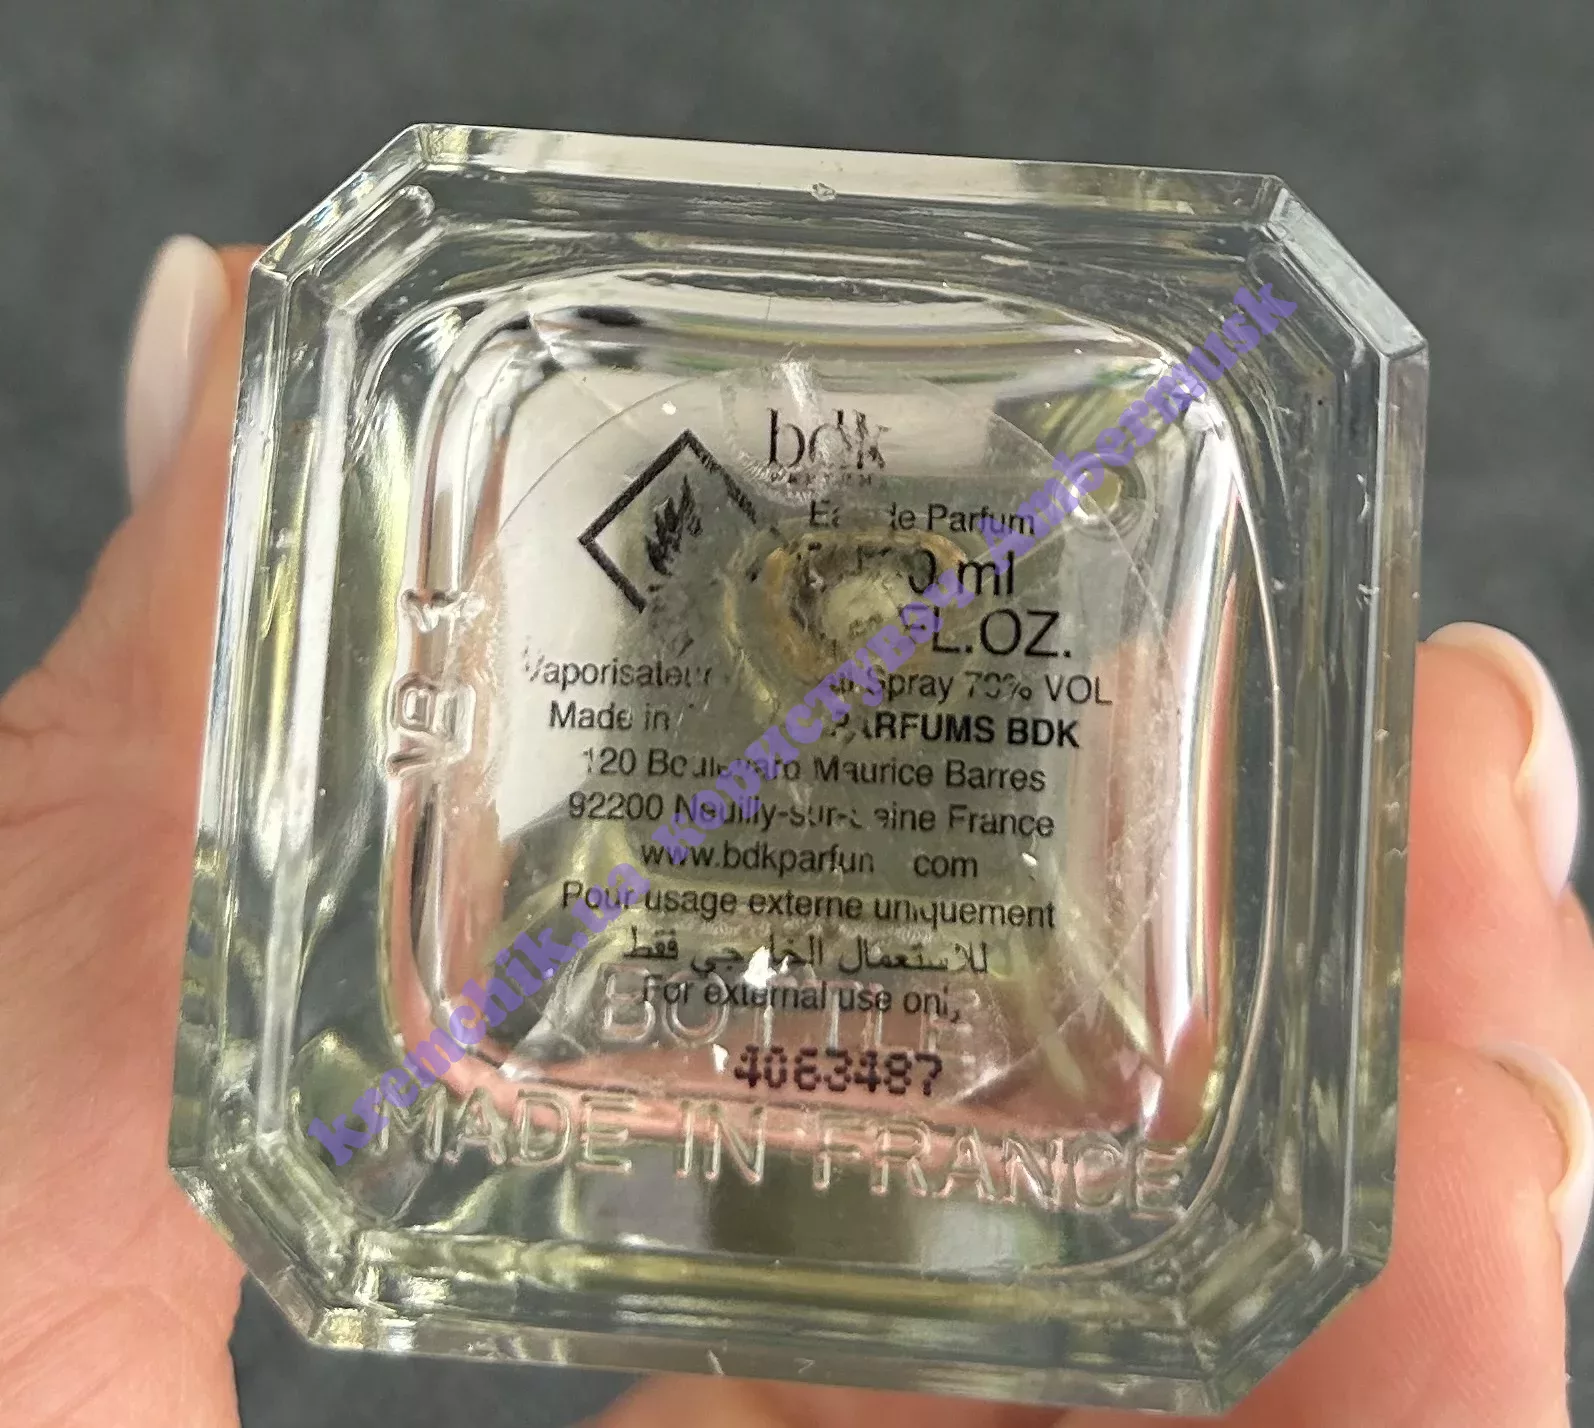 bdk
de Parfum
ml
FL.OZ.
Vaporisateur Spray 70% VOL
Made in PARFUMS BDK
120 Boulevard Maurice Barres
92200 Neuilly-sur-Seine France
www.bdkparfum com
Pour usage externe uniquement
للاستعمال الخارجي فقط
For external use only
BOTTLE
4063487
MADE IN FRANCE
kremchik.ua користувач Ambermusk